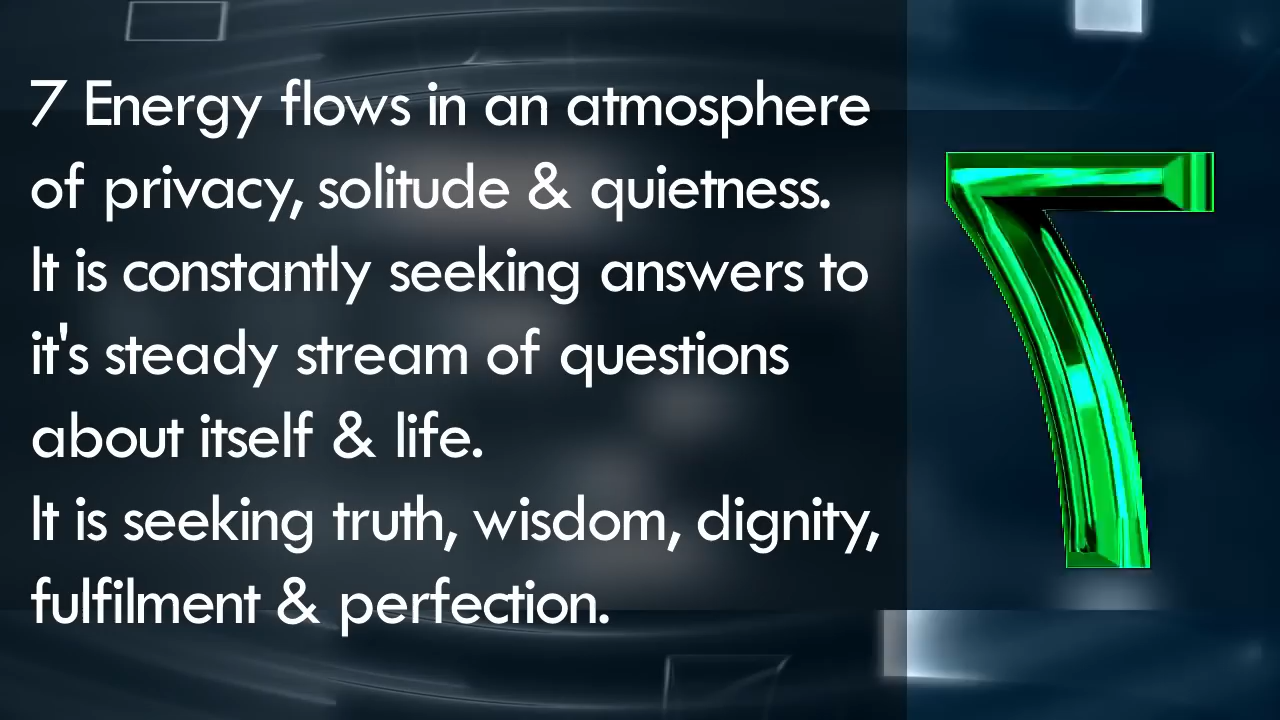 7 Energy flows in an atmosphere
of privacy, solitude & quietness.
It is constantly seeking answers to
it's steady stream of questions
about itself & life.
It is seeking truth, wisdom, dignity,
fulfilment & perfection.
7